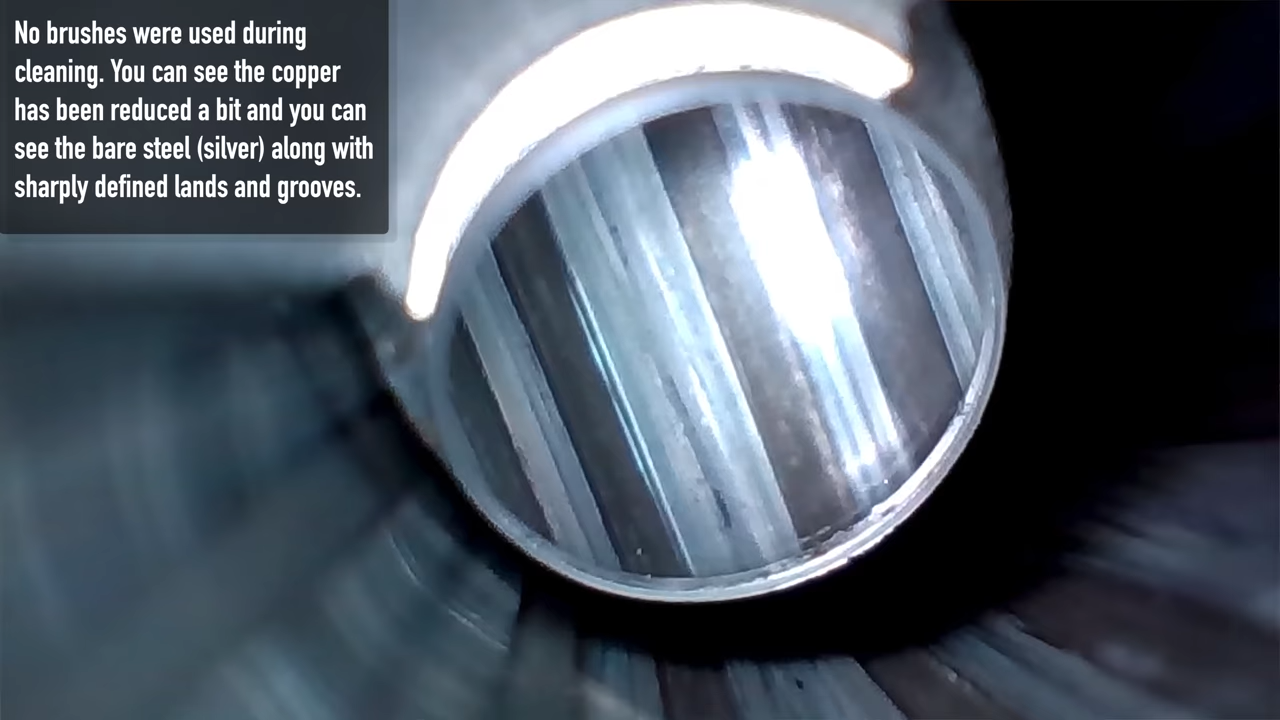 No brushes were used during
cleaning. You can see the copper
has been reduced a bit and you can
see the bare steel (silver) along with
sharply defined lands and grooves.